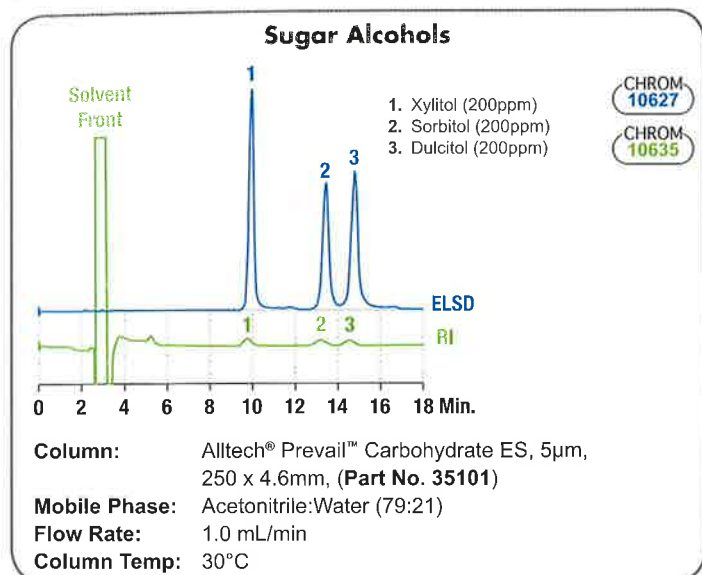 Sugar Alcohols
Solvent
Front
1
2
3
1. Xylitol (200ppm)
2. Sorbitol (200ppm)
3. Dulcitol (200ppm)
CHROM
10627
CHROM
10635
ELSD
1
2
3
RI
0 2 4 6 8 10 12 14 16 18 Min.
Column: Alltech® Prevail™ Carbohydrate ES, 5µm,
250 x 4.6mm, (Part No. 35101)
Mobile Phase: Acetonitrile:Water (79:21)
Flow Rate: 1.0 mL/min
Column Temp: 30°C